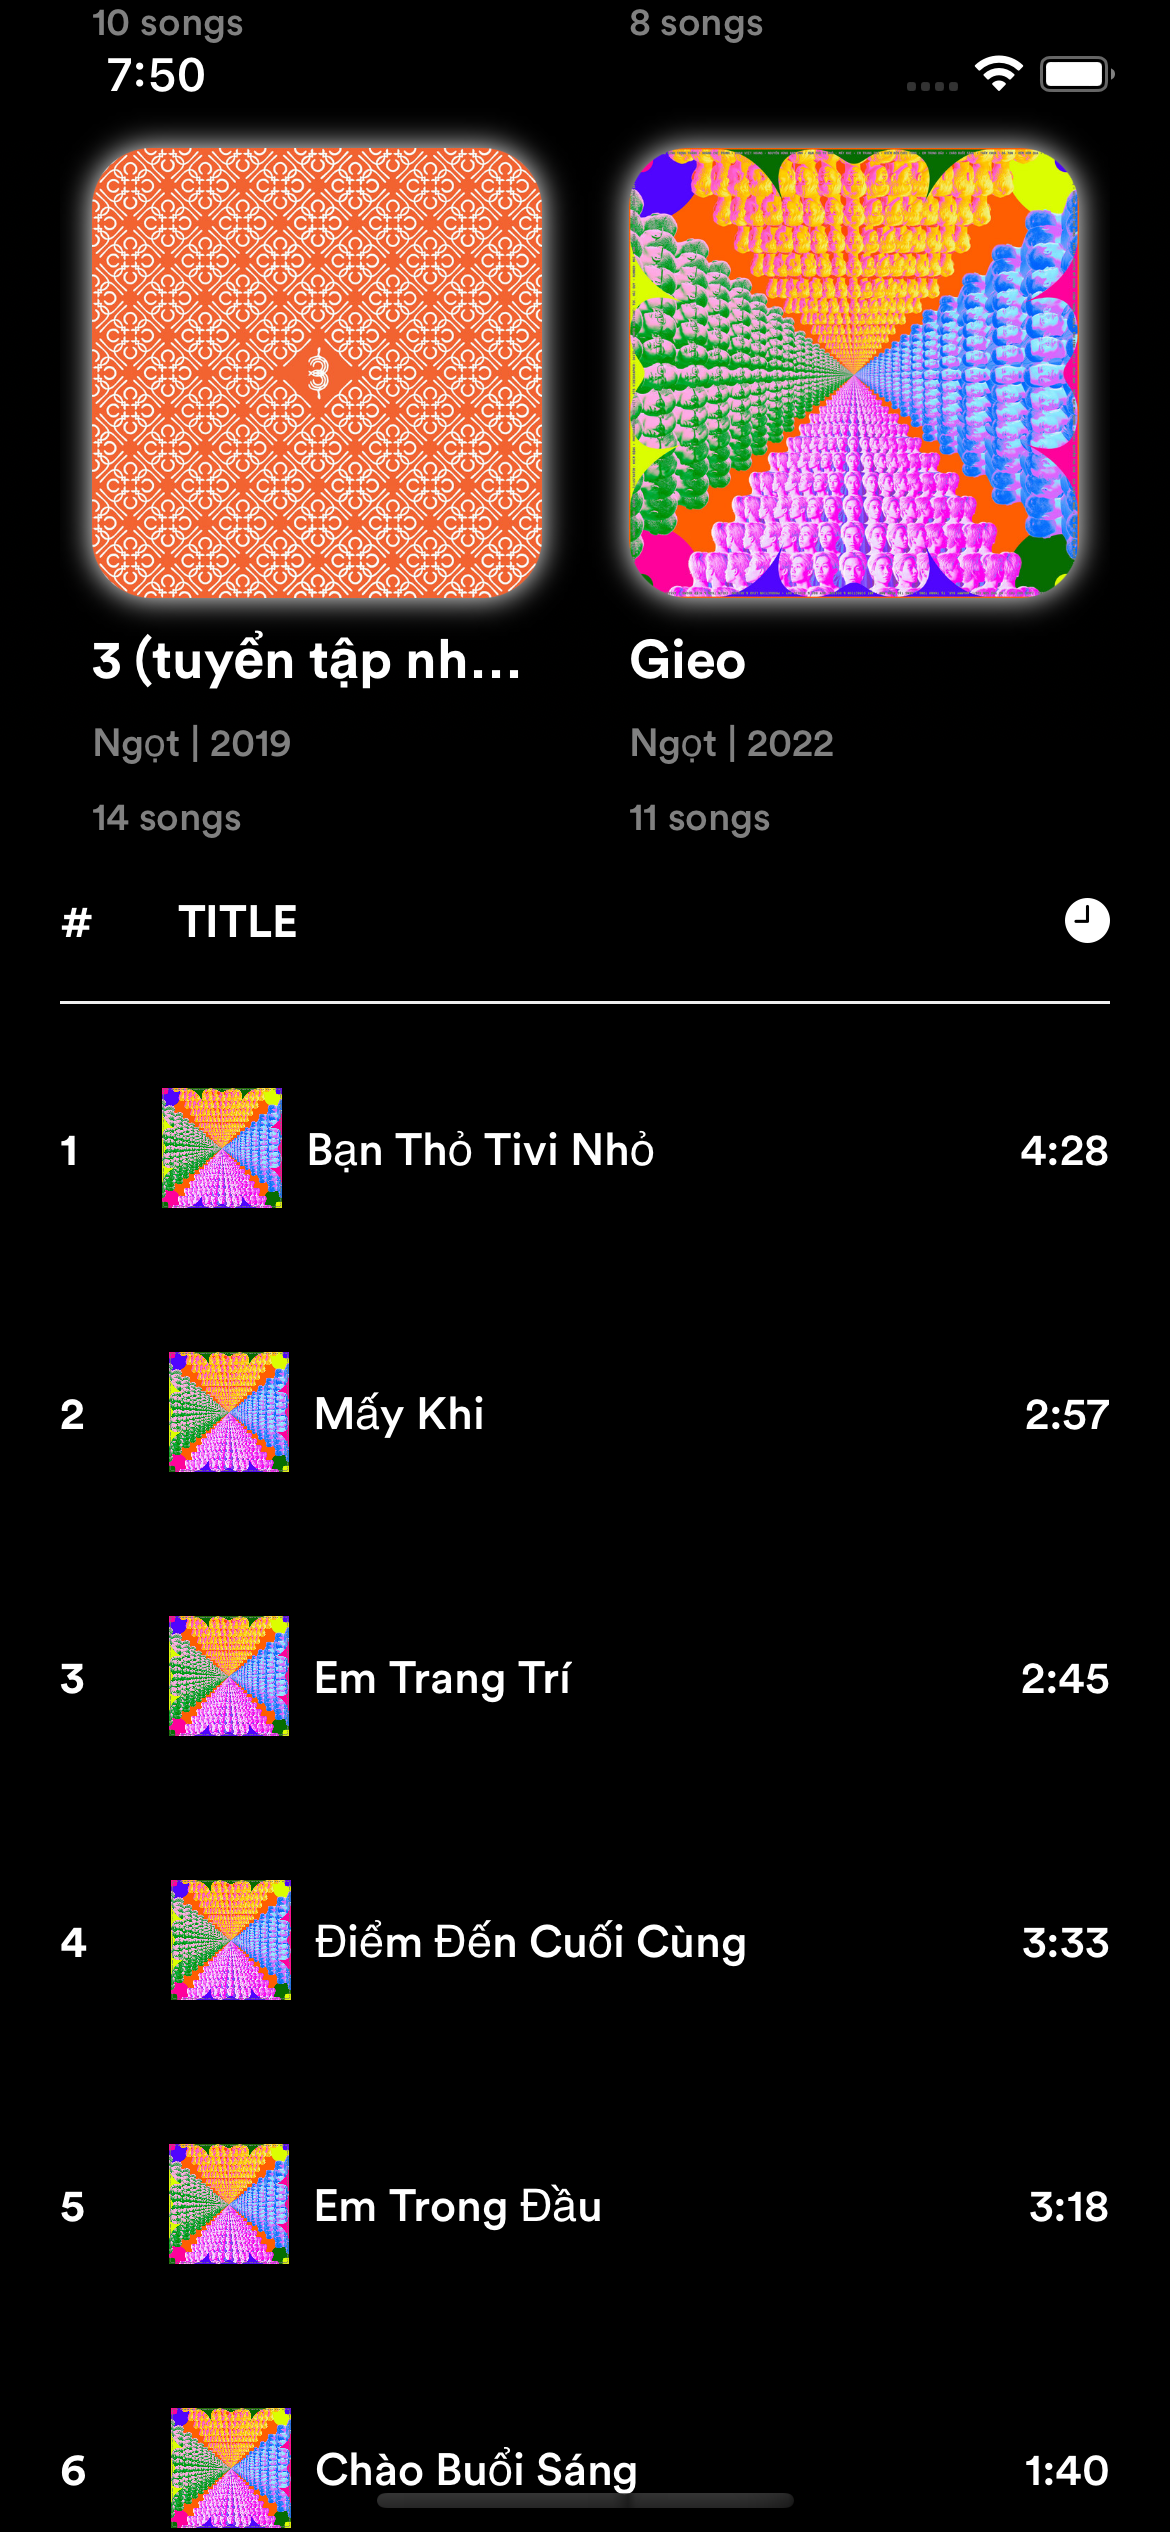 10 songs
8 songs
7:50
3
3 (tuyển tập nh...
Gieo
Ngọt | 2019
Ngọt | 2022
14 songs
11 songs
# TITLE
1 Bạn Thỏ Tivi Nhỏ 4:28
2 Mấy Khi 2:57
3 Em Trang Trí 2:45
4 Điểm Đến Cuối Cùng 3:33
5 Em Trong Đầu 3:18
6 Chào Buổi Sáng 1:40